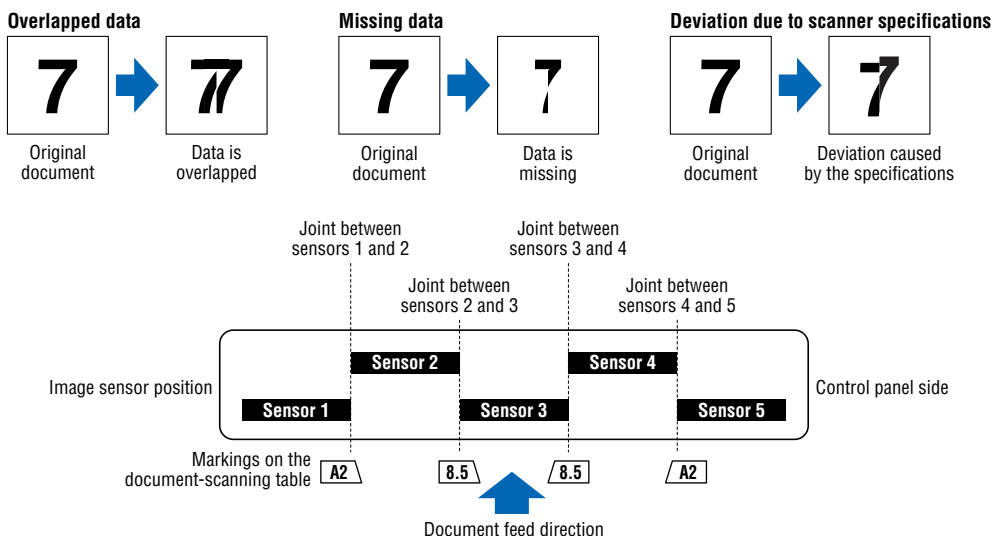 Overlapped data
7
77
Original
document
Data is
overlapped
Missing data
7
7
Original
document
Data is
missing
Deviation due to scanner specifications
7
7
Original
document
Deviation caused
by the specifications
Joint between
sensors 1 and 2
Joint between
sensors 3 and 4
Joint between
sensors 2 and 3
Joint between
sensors 4 and 5
Sensor 2
Sensor 4
Image sensor position
Control panel side
Sensor 1
Sensor 3
Sensor 5
Markings on the
document-scanning table
A2
8.5
8.5
A2
Document feed direction